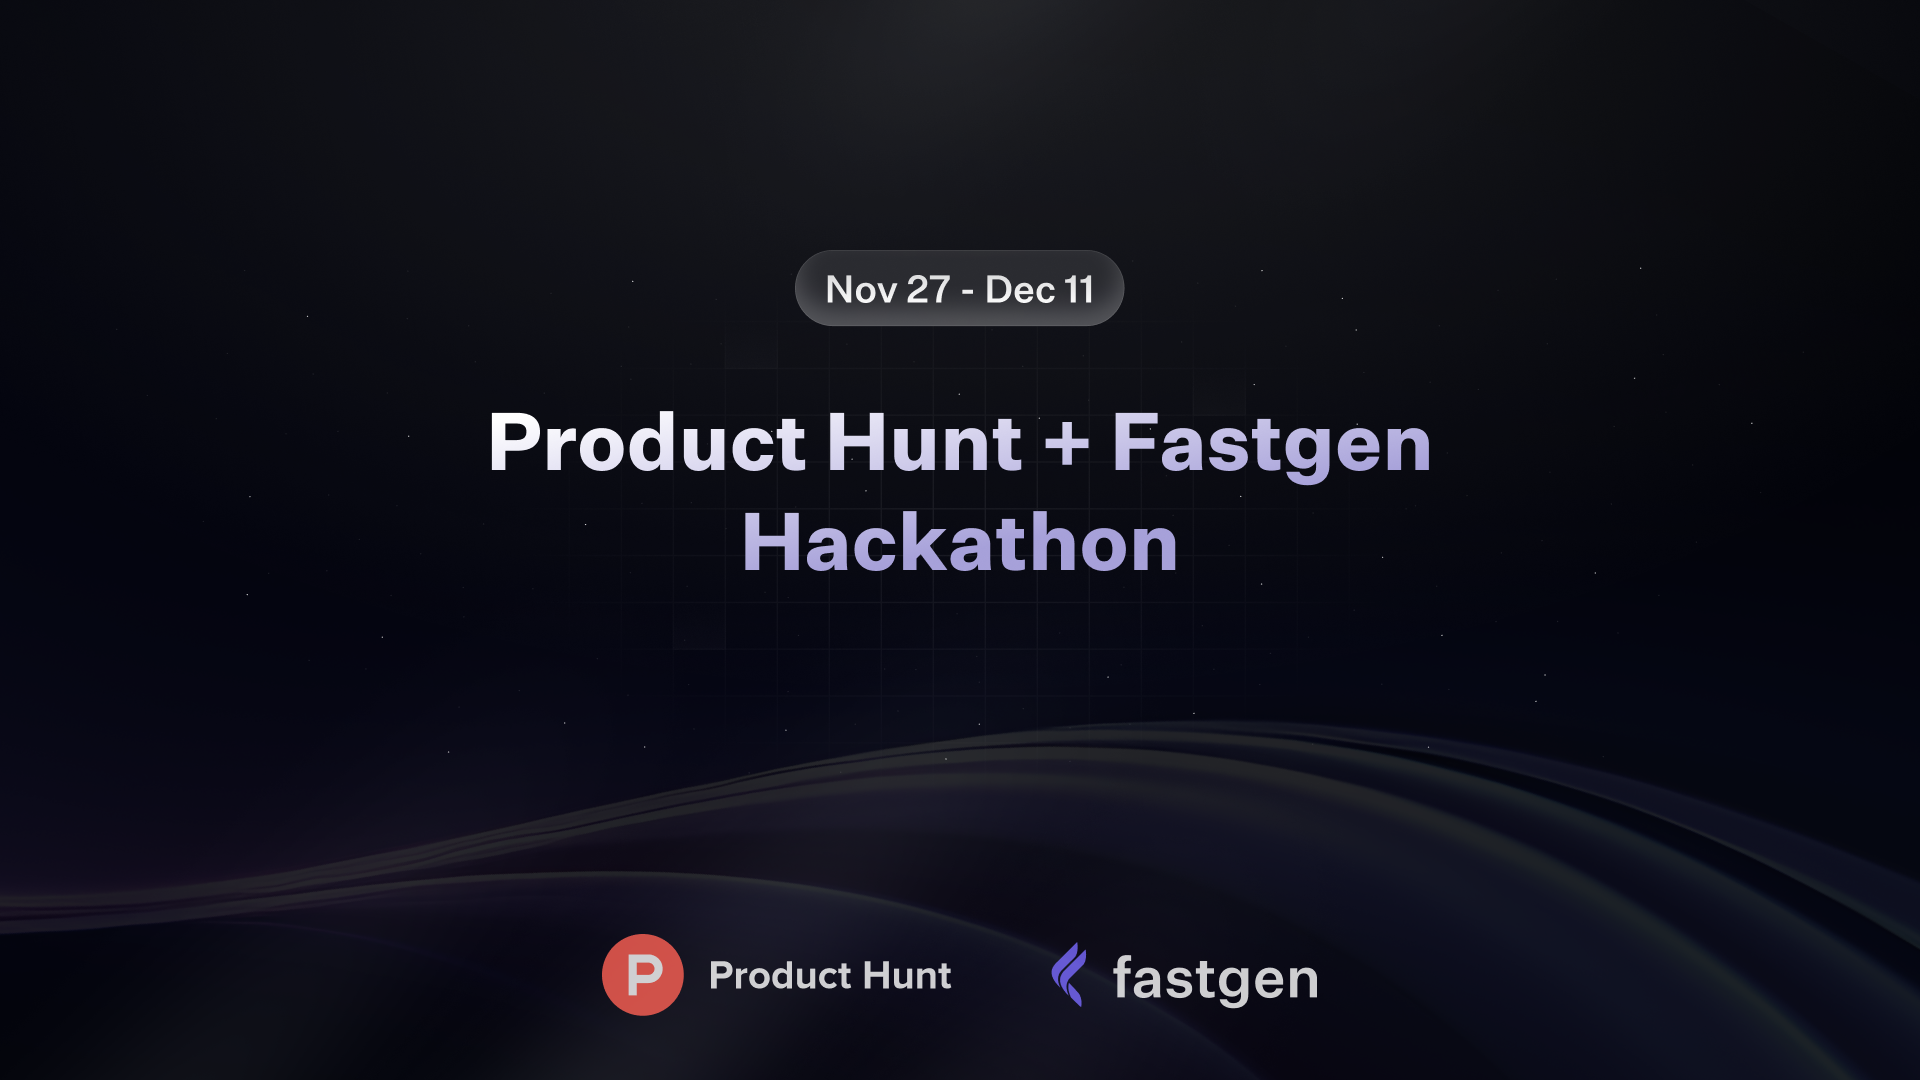 Nov 27 - Dec 11
Product Hunt + Fastgen
Hackathon
P Product Hunt
fastgen